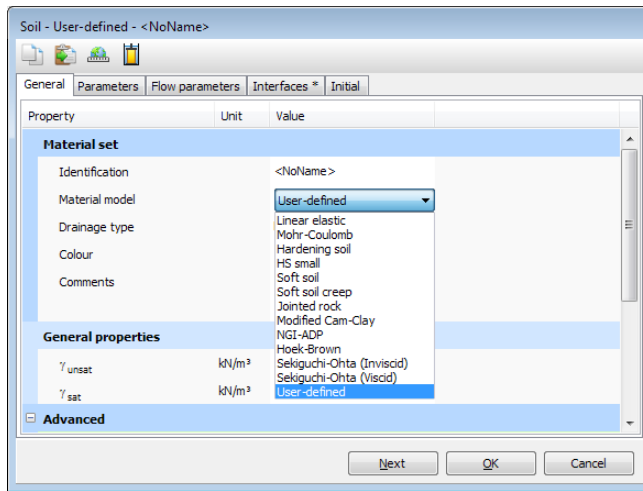 Soil - User-defined - <NoName>
General Parameters Flow parameters Interfaces * Initial
Property Unit Value
Material set
Identification <NoName>
Material model User-defined
Drainage type
Colour
Comments
Linear elastic
Mohr-Coulomb
Hardening soil
HS small
Soft soil
Soft soil creep
Jointed rock
Modified Cam-Clay
NGI-ADP
Hoek-Brown
Sekiguchi-Ohta (Inviscid)
Sekiguchi-Ohta (Viscid)
User-defined
General properties
γ unsat kN/m³
γ sat kN/m³
Advanced
Next OK Cancel